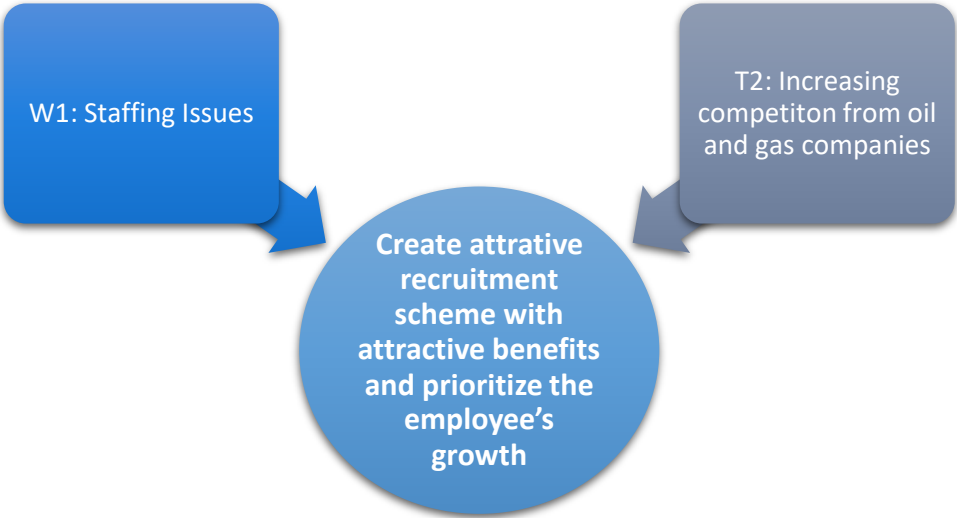 W1: Staffing Issues
T2: Increasing
competiton from oil
and gas companies
Create attrative
recruitment
scheme with
attractive benefits
and prioritize the
employee’s
growth